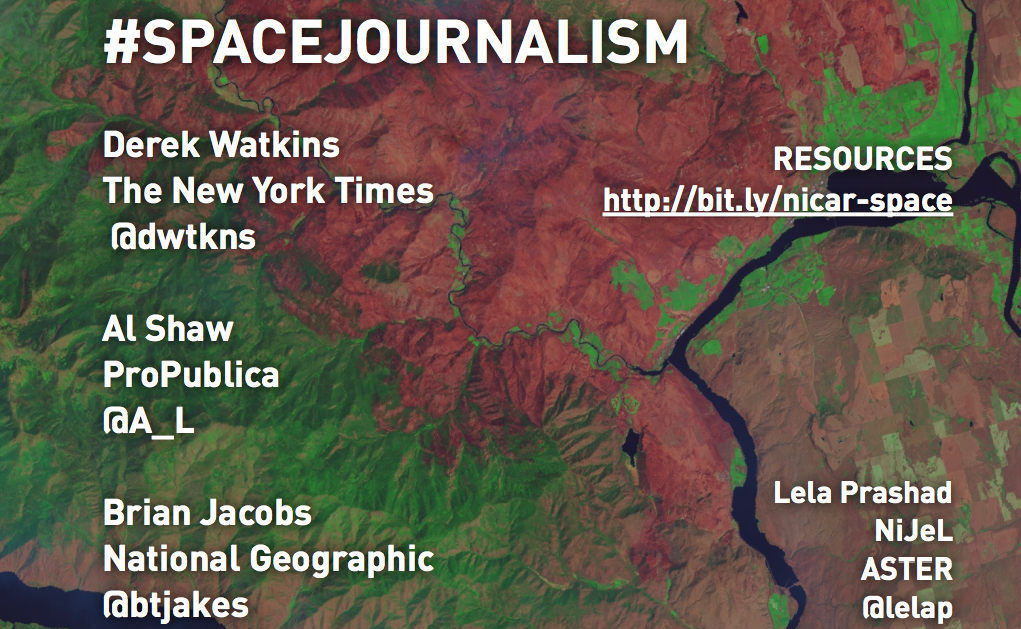 #SPACEJOURNALISM
Derek Watkins
The New York Times
@dwtkns
Al Shaw
ProPublica
@A_L
Brian Jacobs
National Geographic
@btjakes
RESOURCES
http://bit.ly/nicar-space
Lela Prashad
NiJeL
ASTER
@lelap